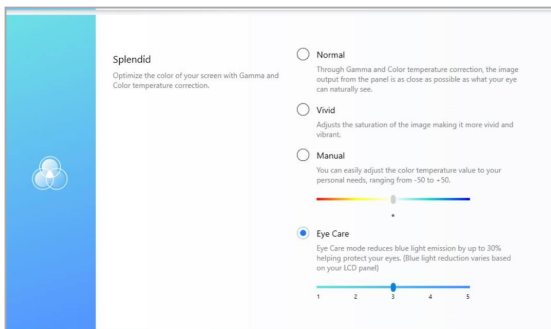 Splendid
Optimize the color of your screen with Gamma and
Color temperature correction.
Normal
Through Gamma and Color temperature correction, the image
output from the panel is as close as possible as what your eye
can naturally see.
Vivid
Adjusts the saturation of the image making it more vivid and
vibrant.
Manual
You can easily adjust the color temperature value to your
personal needs, ranging from -50 to +50.
Eye Care
Eye Care mode reduces blue light emission by up to 30%
helping protect your eyes. (Blue light reduction varies based
on your LCD panel)
1 2 3 4 5